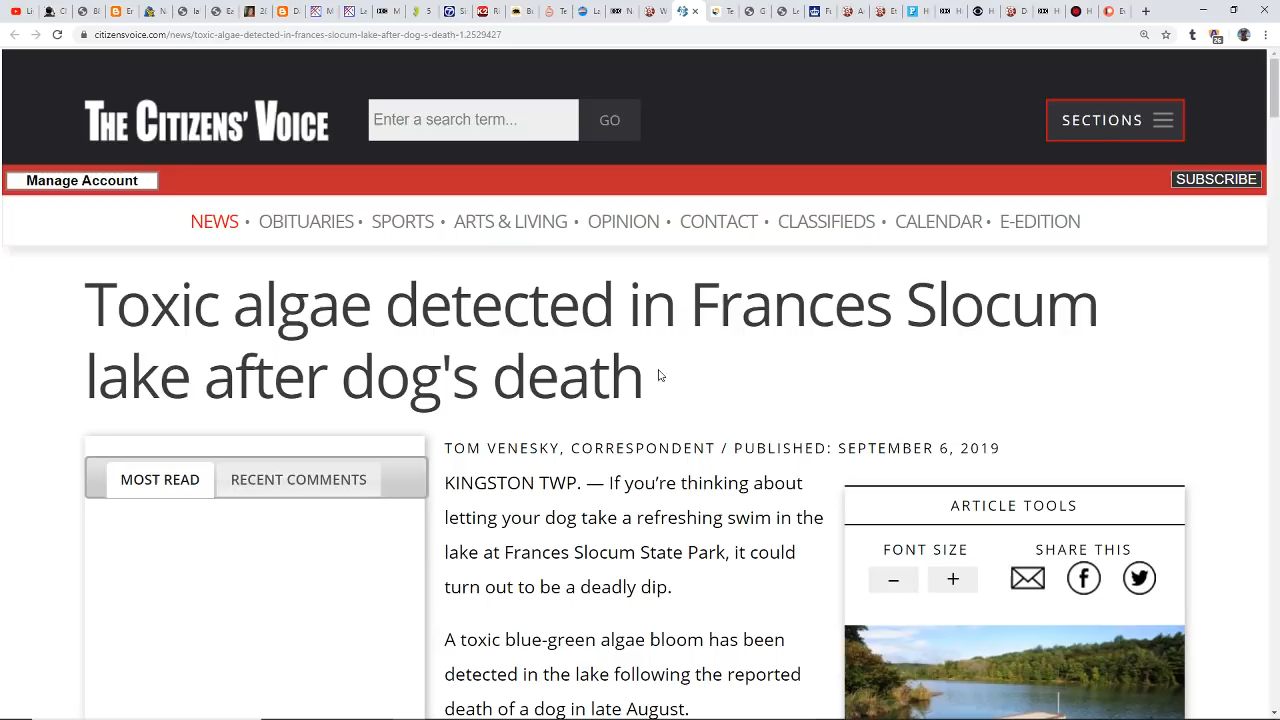 citizensvoice.com/news/toxic-algae-detected-in-frances-slocum-lake-after-dog-s-death-1.2529427
THE CITIZENS' VOICE
Enter a search term...
GO
SECTIONS
Manage Account
SUBSCRIBE
NEWS • OBITUARIES • SPORTS • ARTS & LIVING • OPINION • CONTACT • CLASSIFIEDS • CALENDAR • E-EDITION
Toxic algae detected in Frances Slocum
lake after dog's death
MOST READ
RECENT COMMENTS
TOM VENESKY, CORRESPONDENT / PUBLISHED: SEPTEMBER 6, 2019
KINGSTON TWP. — If you’re thinking about
letting your dog take a refreshing swim in the
lake at Frances Slocum State Park, it could
turn out to be a deadly dip.
A toxic blue-green algae bloom has been
detected in the lake following the reported
death of a dog in late August.
ARTICLE TOOLS
FONT SIZE
SHARE THIS
− +